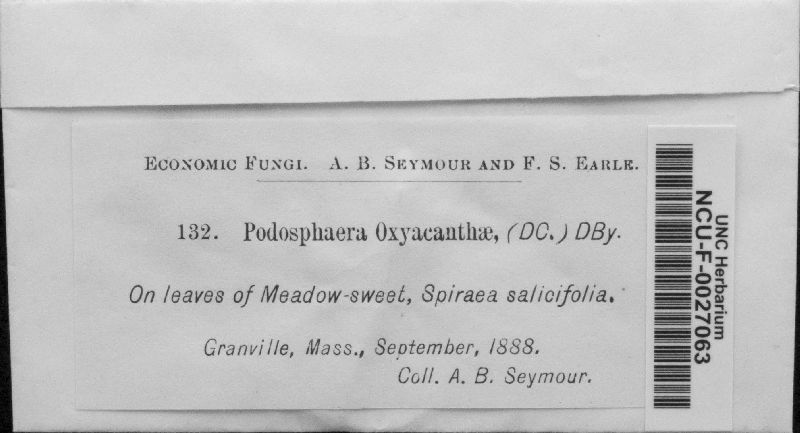 ECONOMIC FUNGI. A. B. SEYMOUR AND F. S. EARLE.
132. Podosphaera Oxyacanthæ, (DC.) DBy.
On leaves of Meadow-sweet, Spiraea salicifolia.
Granville, Mass., September, 1888.
Coll. A. B. Seymour.
UNC Herbarium
NCU-F-0027063